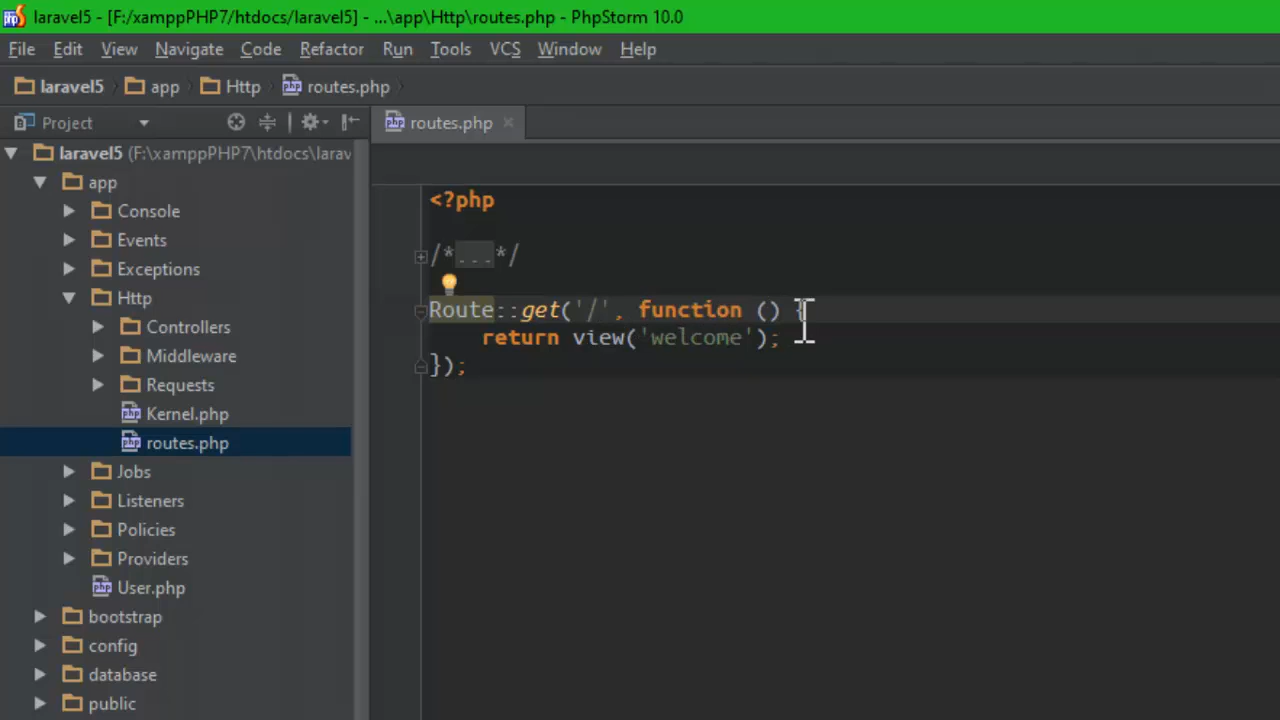 laravel5 - [F:/xamppPHP7/htdocs/laravel5] - ...\app\Http\routes.php - PhpStorm 10.0
File Edit View Navigate Code Refactor Run Tools VCS Window Help
laravel5 app Http routes.php
Project
routes.php
laravel5 (F:\xamppPHP7\htdocs\larav
app
Console
Events
Exceptions
Http
Controllers
Middleware
Requests
Kernel.php
routes.php
Jobs
Listeners
Policies
Providers
User.php
bootstrap
config
database
public
<?php
/*...*/
Route::get('/', function () {
    return view('welcome');
});